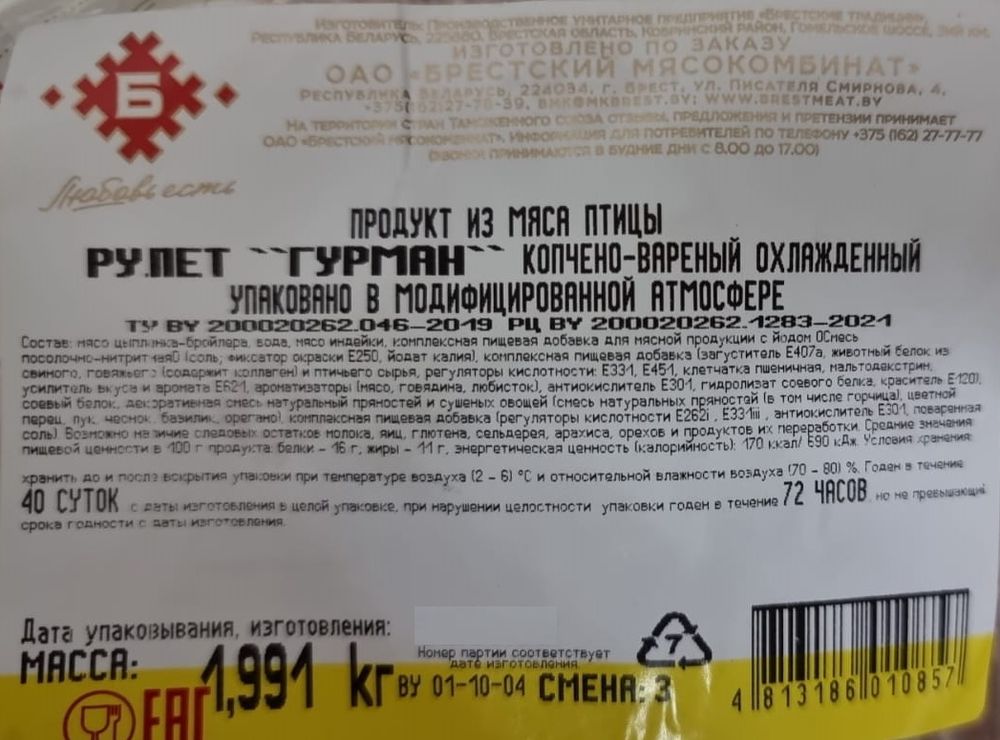 Изготовитель: Производственное унитарное предприятие «Брестские традиции»,
Республика Беларусь, 225880, Брестская область, Кобринский район, Гомельское шоссе, км.
ИЗГОТОВЛЕНО ПО ЗАКАЗУ
ОАО «БРЕСТСКИЙ МЯСОКОМБИНАТ»
Республика Беларусь, 224034, г. Брест, ул. Писателя Смирнова, 4,
+375(162)27-78-39, BMK@MKBREST.BY; WWW.BRESTMEAT.BY
На территории стран Таможенного союза отзывы, предложения и претензии принимает
ОАО «Брестский мясокомбинат». Информация для потребителей по телефону +375 (162) 27-77-77
(звонки принимаются в будние дни с 8.00 до 17.00)
Б
Любовь есть
ПРОДУКТ ИЗ МЯСА ПТИЦЫ
РУЛЕТ ``ГУРМАН`` КОПЧЕНО-ВАРЕНЫЙ ОХЛАЖДЕННЫЙ
УПАКОВАНО В МОДИФИЦИРОВАННОЙ АТМОСФЕРЕ
ТУ BY 200020262.046-2019 РЦ BY 200020262.1283-2021
Состав: мясо цыпленка-бройлера, вода, мясо индейки, комплексная пищевая добавка для мясной продукции с йодом 0Смесь
посолочно-нитритная0 (соль, фиксатор окраски Е250, йодат калия), комплексная пищевая добавка (загуститель Е407а, животный белок из
свиного, говяжьего (содержит коллаген) и птичьего сырья, регуляторы кислотности: Е331, Е451, клетчатка пшеничная, мальтодекстрин,
усилитель вкуса и аромата Е621, ароматизаторы (мясо, говядина, любисток), антиокислитель Е301, гидролизат соевого белка, краситель Е120),
соевый белок, декоративная смесь натуральный пряностей и сушеных овощей (смесь натуральных пряностей (в том числе горчица), цветной
перец, лук, чеснок, базилик, орегано) комплексная пищевая добавка (регуляторы кислотности Е262i , Е331iii , антиокислитель Е301, поваренная
соль). Возможно наличие следовых остатков молока, яиц, глютена, сельдерея, арахиса, орехов и продуктов их переработки. Средние значения
пищевой ценности в 100 г продукта: белки - 16 г, жиры - 11 г, энергетическая ценность (калорийность): 170 ккал/ 690 кДж. Условия хранения:
хранить до и после вскрытия упаковки при температуре воздуха (2 - 6) °С и относительной влажности воздуха (70 - 80) %. Годен в течение
40 СУТОК с даты изготовления в целой упаковке, при нарушении целостности упаковки годен в течение 72 ЧАСОВ, но не превышающий
срока годности с даты изготовления.
Дата упаковывания, изготовления:
МАССА: 1,991 kг
Номер партии соответствует
дате изготовления
BY 01-10-04 СМЕНА: 3
7
EAC
4 813186 010857